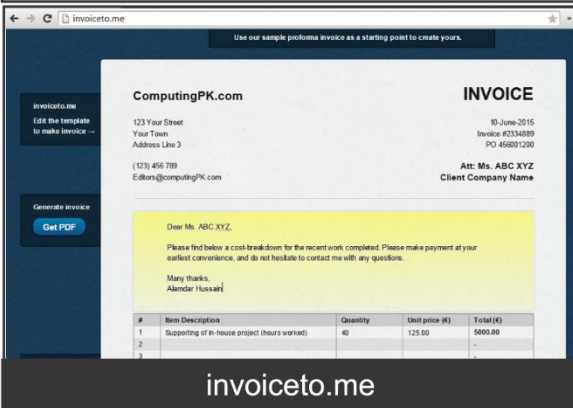 invoiceto.me
Use our sample proforma invoice as a starting point to create yours.
invoiceto.me
Edit the template
to make invoice →
ComputingPK.com
INVOICE
123 Your Street
Your Town
Address Line 3
10-June-2015
Invoice #2334889
PO 456001200
(123) 456 789
Editors@computingPK.com
Att: Ms. ABC XYZ
Client Company Name
Generate invoice
Get PDF
Dear Ms. ABC XYZ,
Please find below a cost-breakdown for the recent work completed. Please make payment at your
earliest convenience, and do not hesitate to contact me with any questions.
Many thanks,
Alamdar Hussain
# Item Description Quantity Unit price (€) Total (€)
1 Supporting of in-house project (hours worked) 40 125.00 5000.00
2 -
3
invoiceto.me